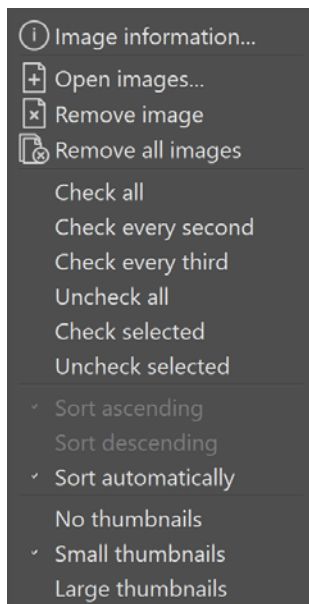 Image information...
Open images...
Remove image
Remove all images
Check all
Check every second
Check every third
Uncheck all
Check selected
Uncheck selected
Sort ascending
Sort descending
Sort automatically
No thumbnails
Small thumbnails
Large thumbnails